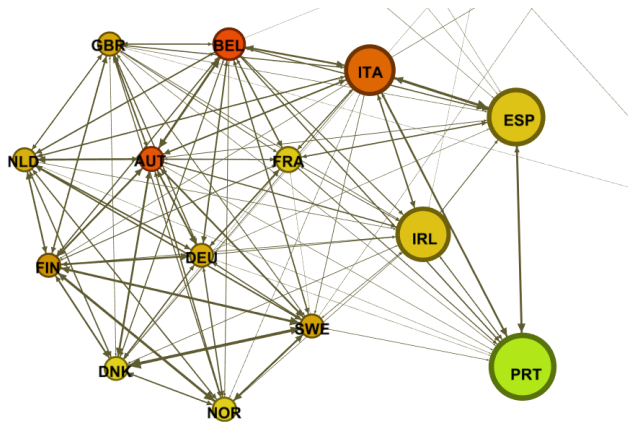 GBR
BEL
ITA
ESP
NLD
AUT
FRA
IRL
FIN
DEU
SWE
DNK
PRT
NOR